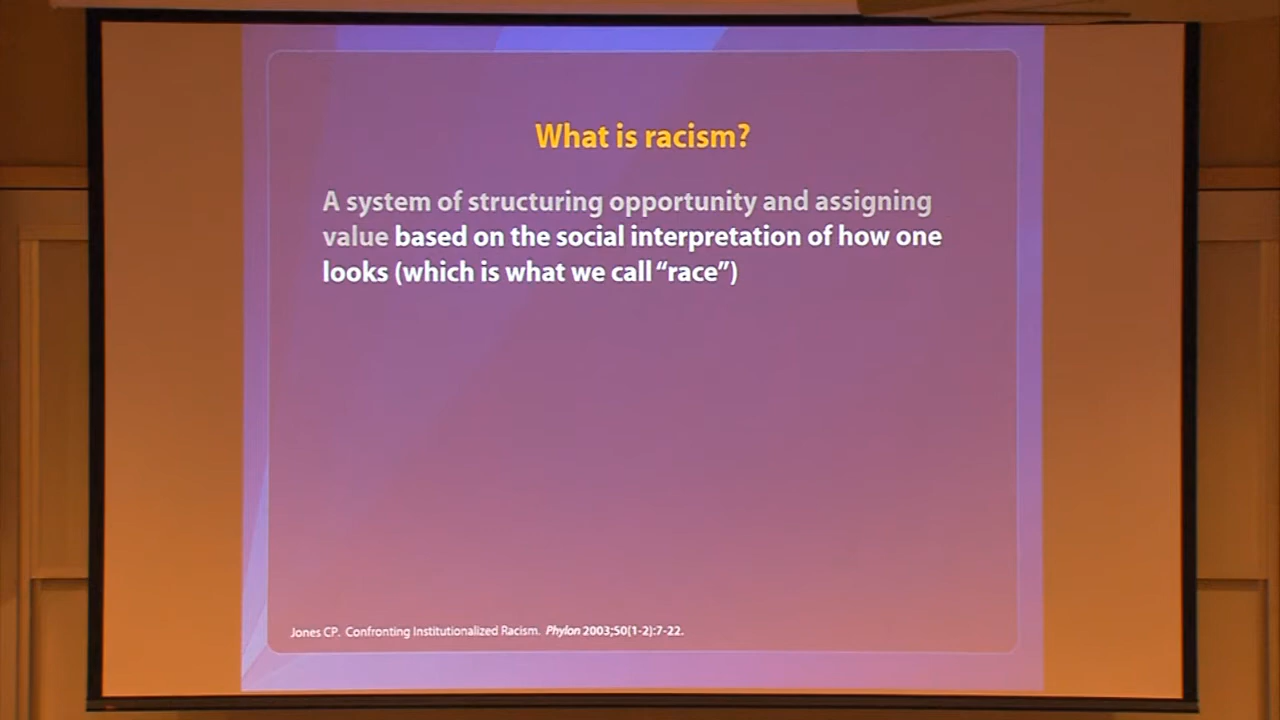 What is racism?
A system of structuring opportunity and assigning
value based on the social interpretation of how one
looks (which is what we call “race”)
Jones CP. Confronting Institutionalized Racism. Phylon 2003;50(1-2):7-22.